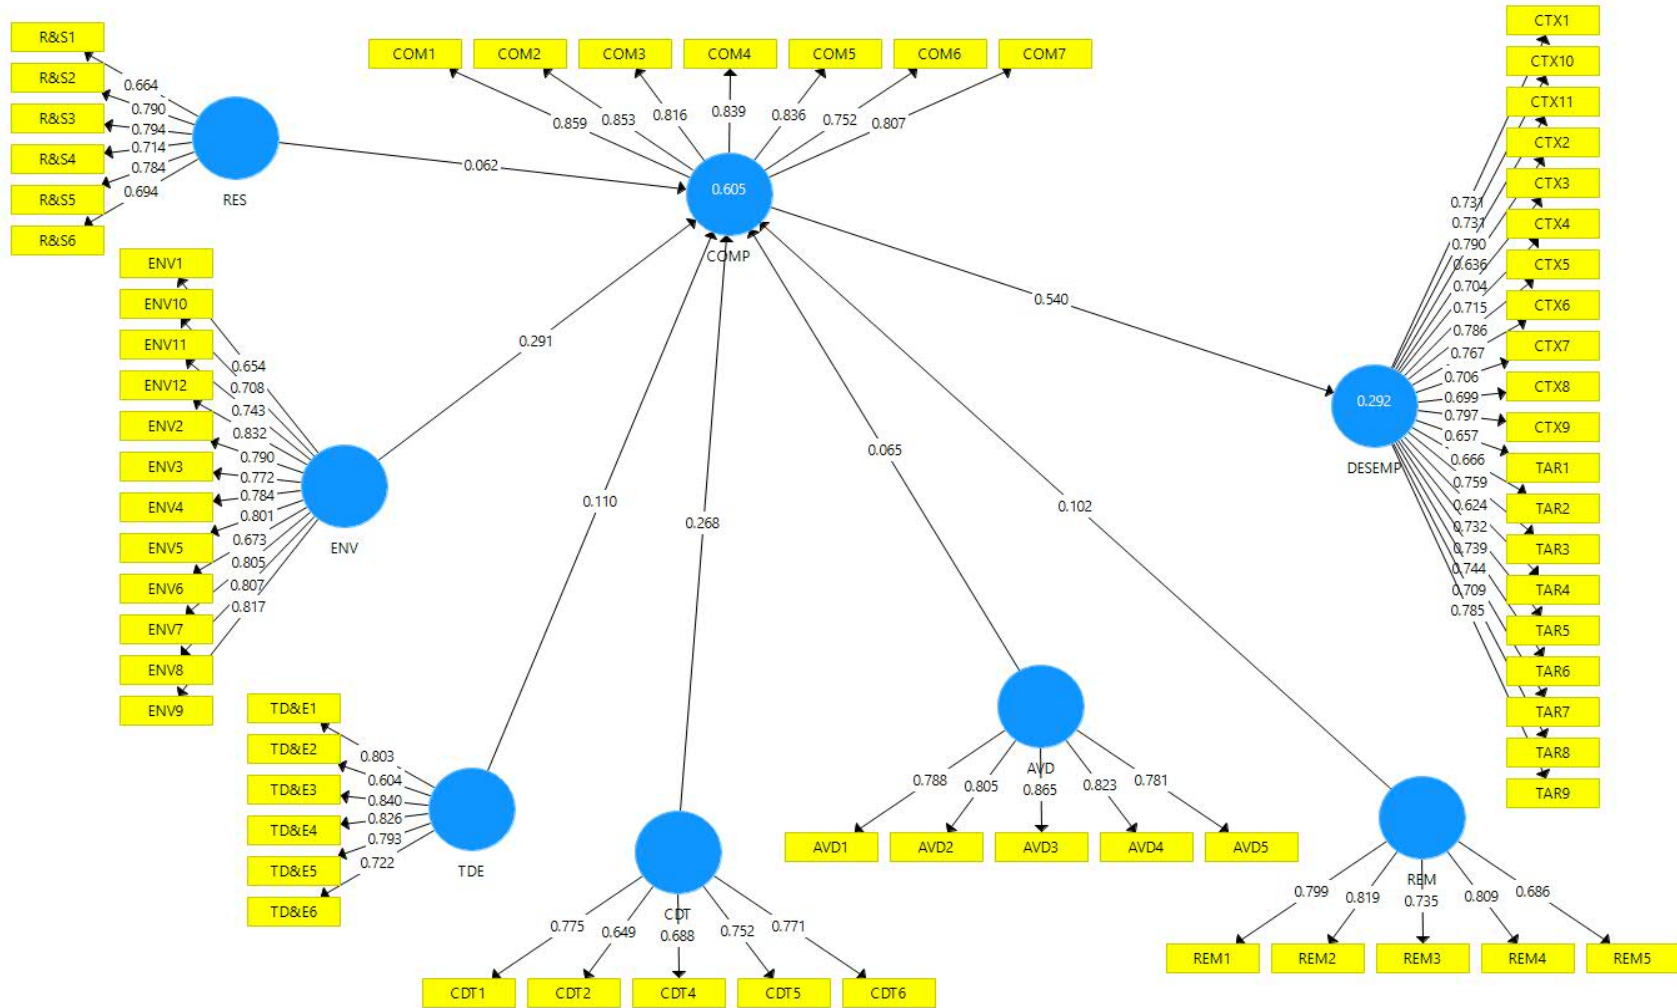 R&S1
R&S2
R&S3
R&S4
R&S5
R&S6
0.664
0.790
0.794
0.714
0.784
0.694
RES
0.062
COM1
COM2
COM3
COM4
COM5
COM6
COM7
0.859
0.853
0.816
0.839
0.836
0.752
0.807
0.605
COMP
ENV1
ENV10
ENV11
ENV12
ENV2
ENV3
ENV4
ENV5
ENV6
ENV7
ENV8
ENV9
0.654
0.708
0.743
0.832
0.790
0.772
0.784
0.801
0.673
0.805
0.807
0.817
ENV
0.291
TD&E1
TD&E2
TD&E3
TD&E4
TD&E5
TD&E6
0.803
0.604
0.840
0.826
0.793
0.722
TDE
0.110
0.268
0.775
0.649
0.688
0.752
0.771
CDT
CDT1
CDT2
CDT4
CDT5
CDT6
0.065
AVD
0.788
0.805
0.865
0.823
0.781
AVD1
AVD2
AVD3
AVD4
AVD5
0.102
REM
0.799
0.819
0.735
0.809
0.686
REM1
REM2
REM3
REM4
REM5
0.540
0.292
DESEMP
0.731
0.731
0.790
0.636
0.704
0.715
0.786
0.767
0.706
0.699
0.797
0.657
0.666
0.759
0.624
0.732
0.739
0.744
0.709
0.785
CTX1
CTX10
CTX11
CTX2
CTX3
CTX4
CTX5
CTX6
CTX7
CTX8
CTX9
TAR1
TAR2
TAR3
TAR4
TAR5
TAR6
TAR7
TAR8
TAR9